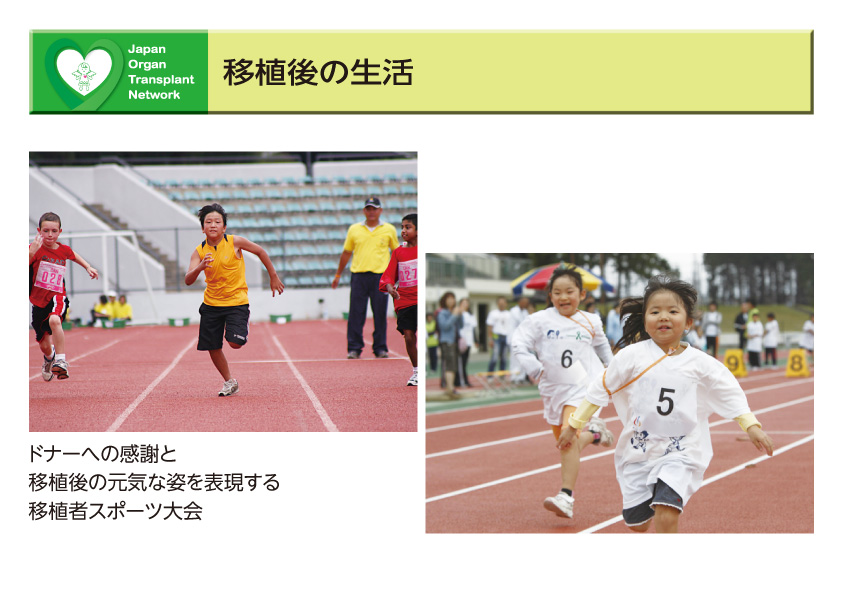 Japan
Organ
Transplant
Network
移植後の生活
026
6
5
9
8
ドナーへの感謝と
移植後の元気な姿を表現する
移植者スポーツ大会